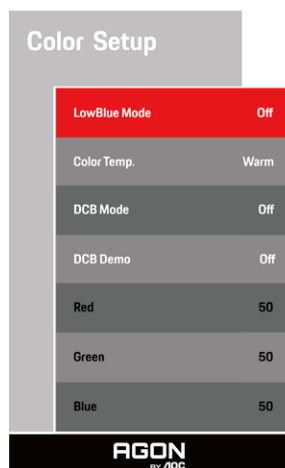 Color Setup
LowBlue Mode Off
Color Temp. Warm
DCB Mode Off
DCB Demo Off
Red 50
Green 50
Blue 50
AGON
BY AOC